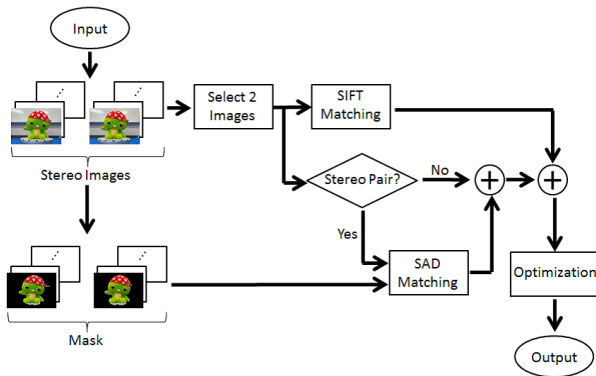 Input
Select 2
Images
SIFT
Matching
Stereo Images
Stereo Pair?
No
Yes
SAD
Matching
Optimization
Mask
Output